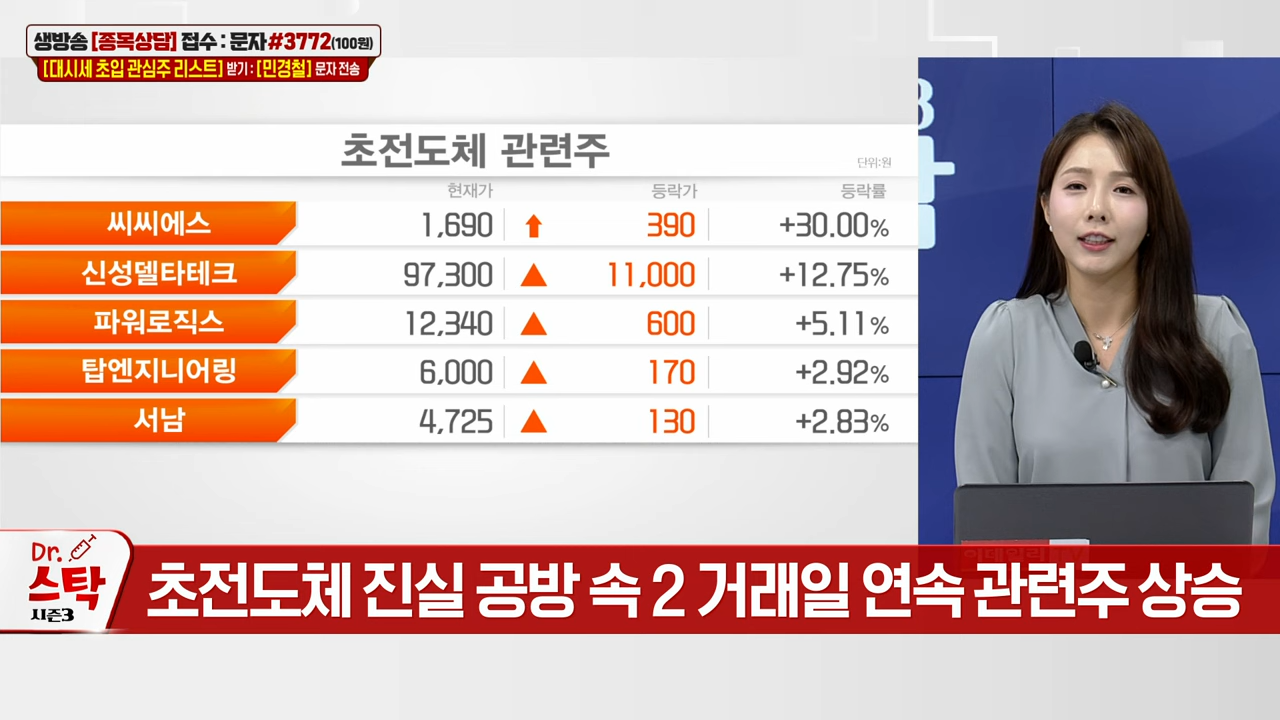 생방송 [종목상담] 접수 : 문자#3772(100원)
[대시세 초입 관심주 리스트] 받기 : [민경철] 문자 전송
초전도체 관련주
단위:원
현재가 등락가 등락률
씨씨에스 1,690 390 +30.00%
신성델타테크 97,300 ▲ 11,000 +12.75%
파워로직스 12,340 ▲ 600 +5.11%
탑엔지니어링 6,000 ▲ 170 +2.92%
서남 4,725 ▲ 130 +2.83%
이데일리 TV
Dr.
스탁
시즌3
초전도체 진실 공방 속 2 거래일 연속 관련주 상승